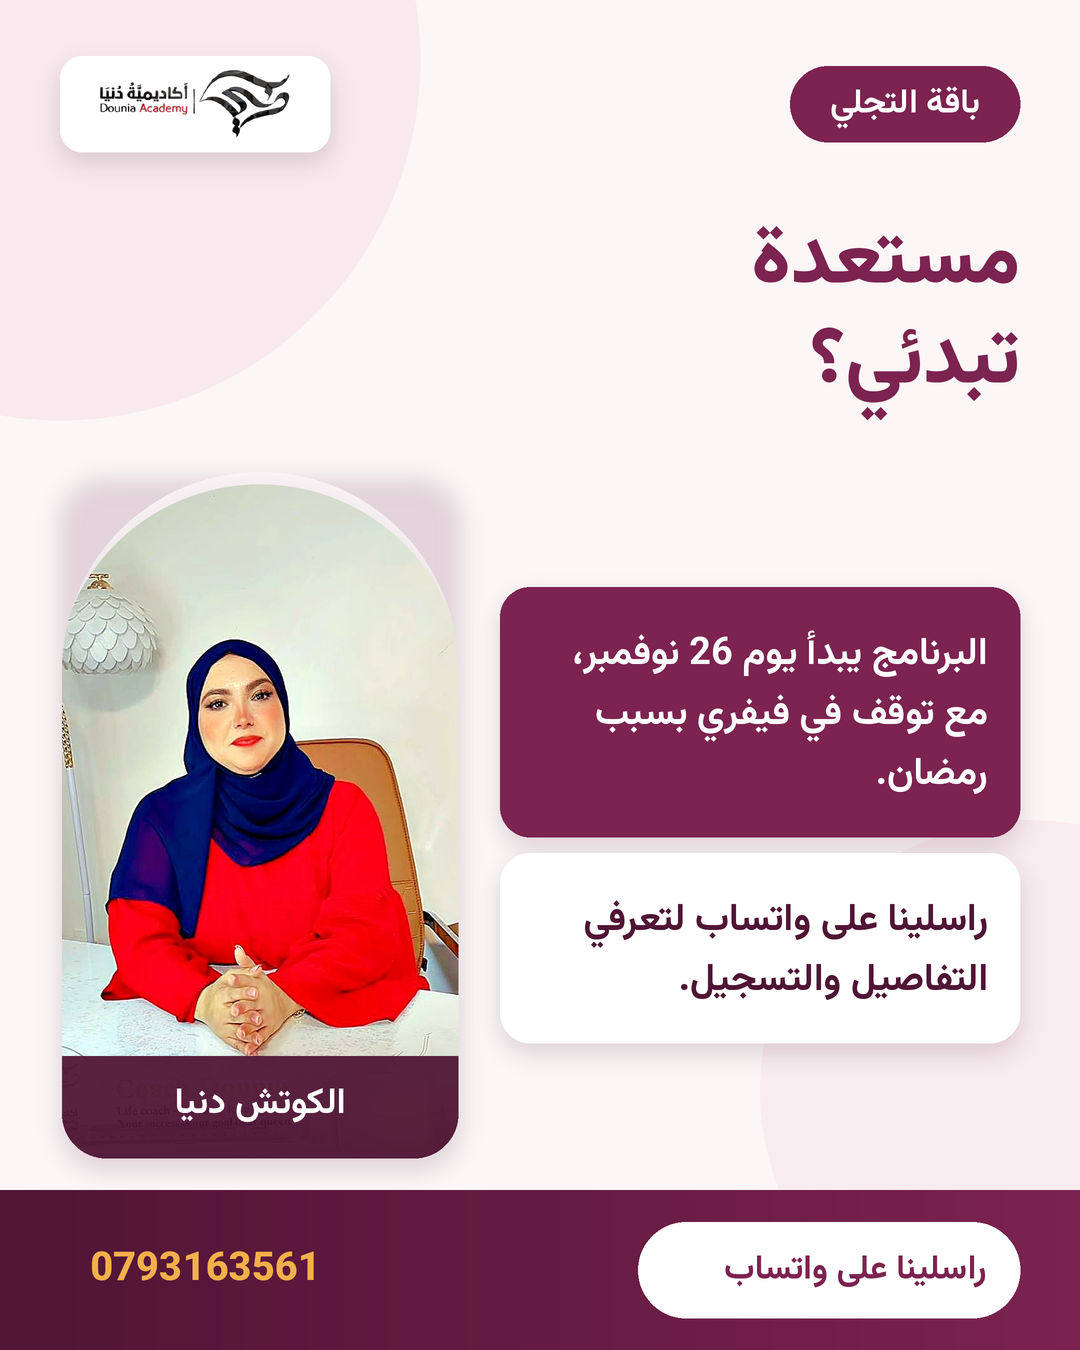 باقة التجلي
أكاديميَّةُ دُنيَا
Dounia Academy
مستعدة
تبدئي؟
البرنامج يبدأ يوم 26 نوفمبر،
مع توقف في فيفري بسبب
رمضان.
راسلينا على واتساب لتعرفي
التفاصيل والتسجيل.
الكوتش دنيا
راسلينا على واتساب
0793163561